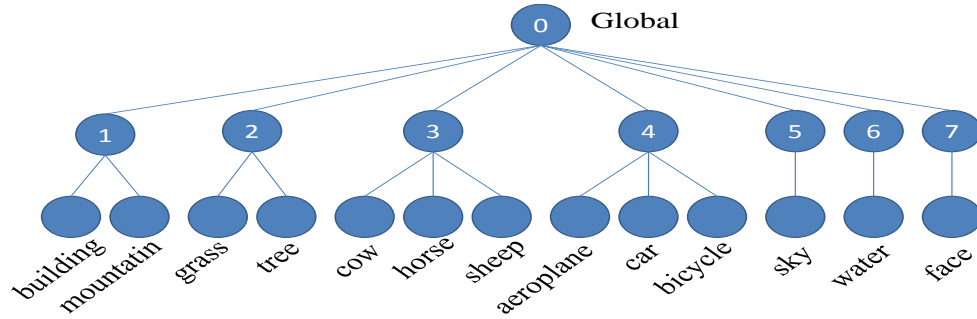 0 Global
1 2 3 4 5 6 7
building mountatin grass tree cow horse sheep aeroplane car bicycle sky water face